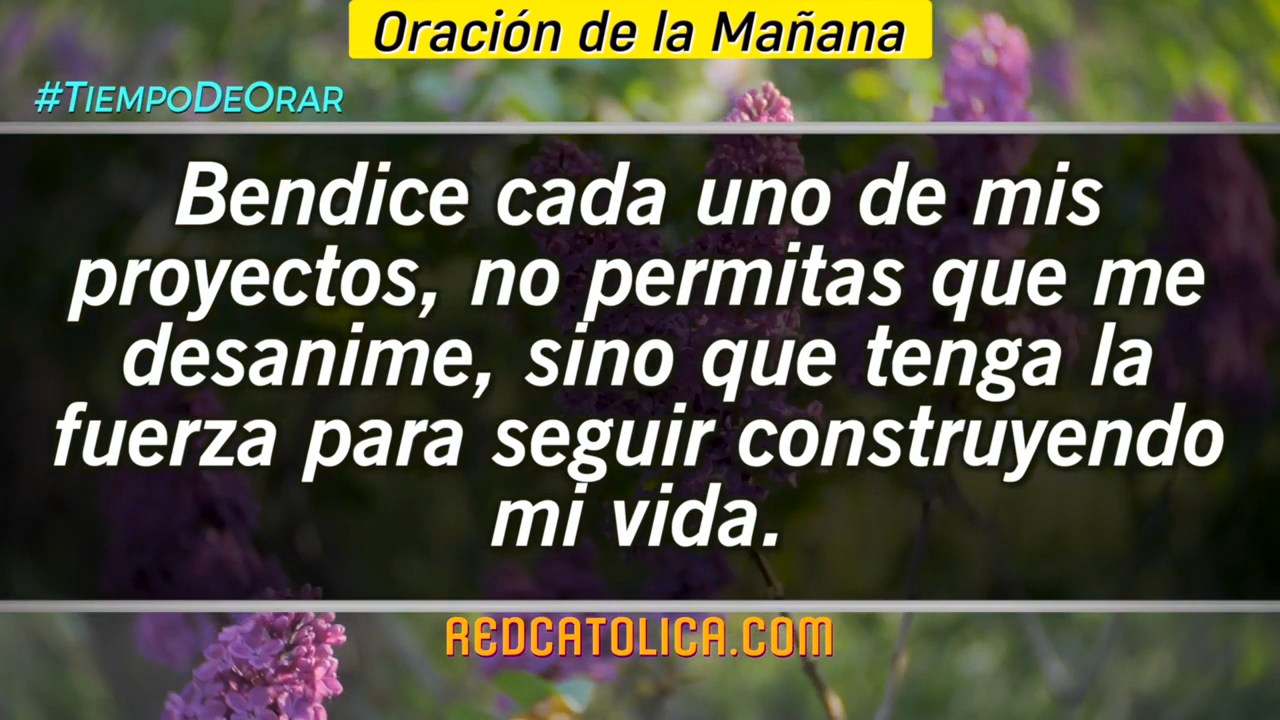 Oración de la Mañana
#TiempoDeOrar
Bendice cada uno de mis
proyectos, no permitas que me
desanime, sino que tenga la
fuerza para seguir construyendo
mi vida.
REDCATOLICA.COM